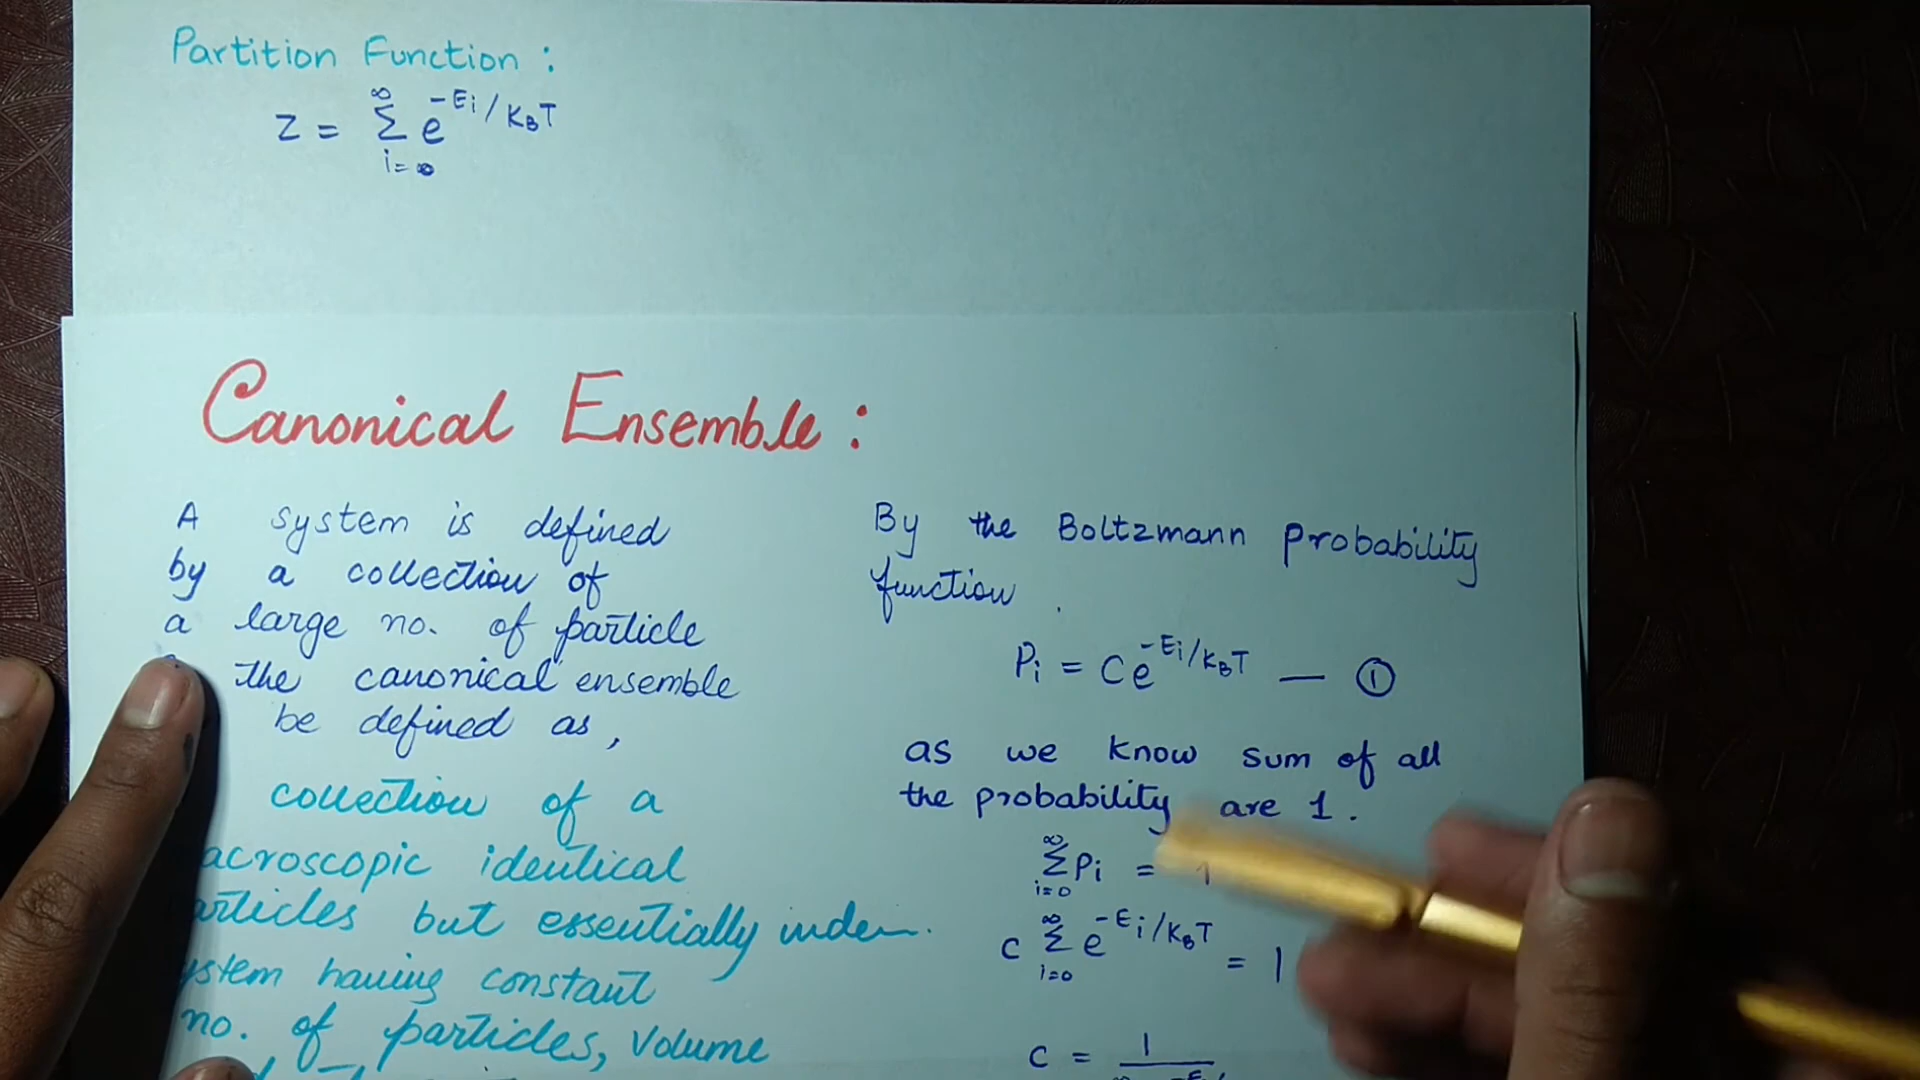 Partition Function :
Z = ∞ Σ i=∞ e^-Ei/KBT
Canonical Ensemble :
A system is defined
by a collection of
a large no. of particle
the canonical ensemble
be defined as,
collection of a
acroscopic identical
articles but essentially inden.
ystem having constant
no. of particles, volume
By the Boltzmann probability
function .
Pi = Ce^-Ei/KBT — ①
as we know sum of all
the probability are 1 .
∞ Σ i=0 Pi = 1
C ∞ Σ i=0 e^-Ei/KBT = 1
C = 1